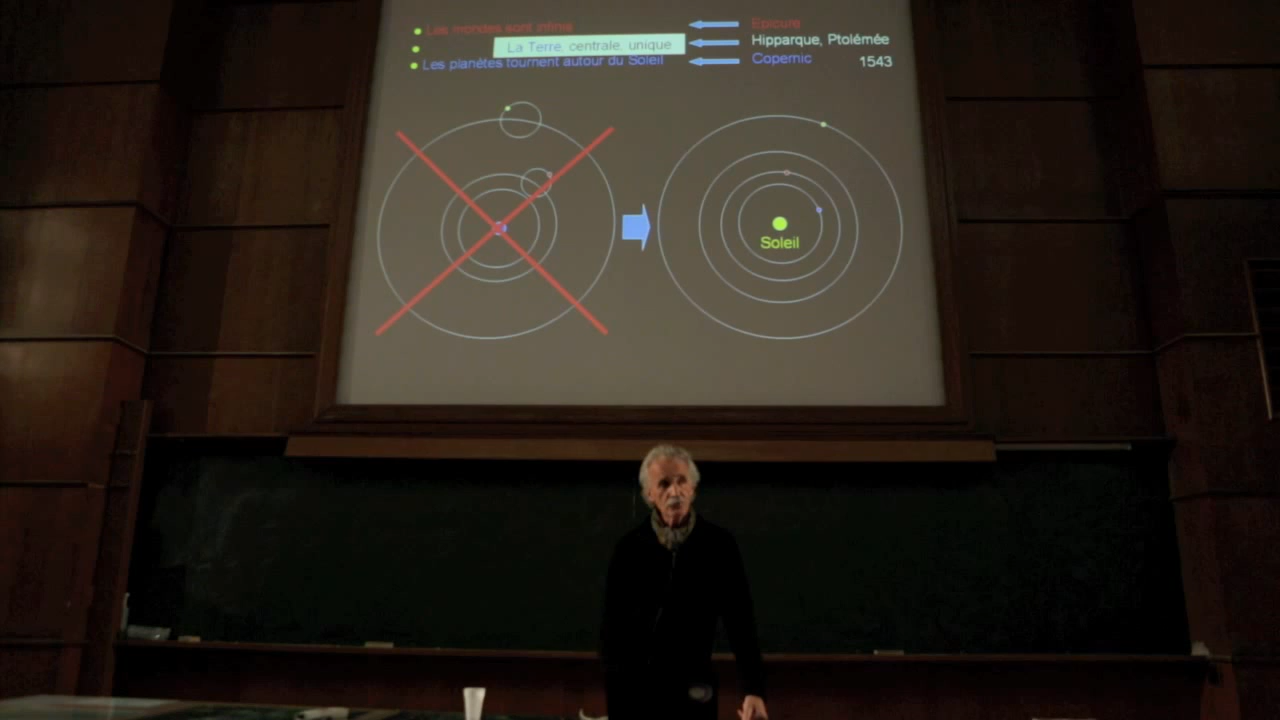 Les mondes sont infinis Epicure
La Terre, centrale, unique Hipparque, Ptolémée
Les planètes tournent autour du Soleil Copernic 1543
Soleil